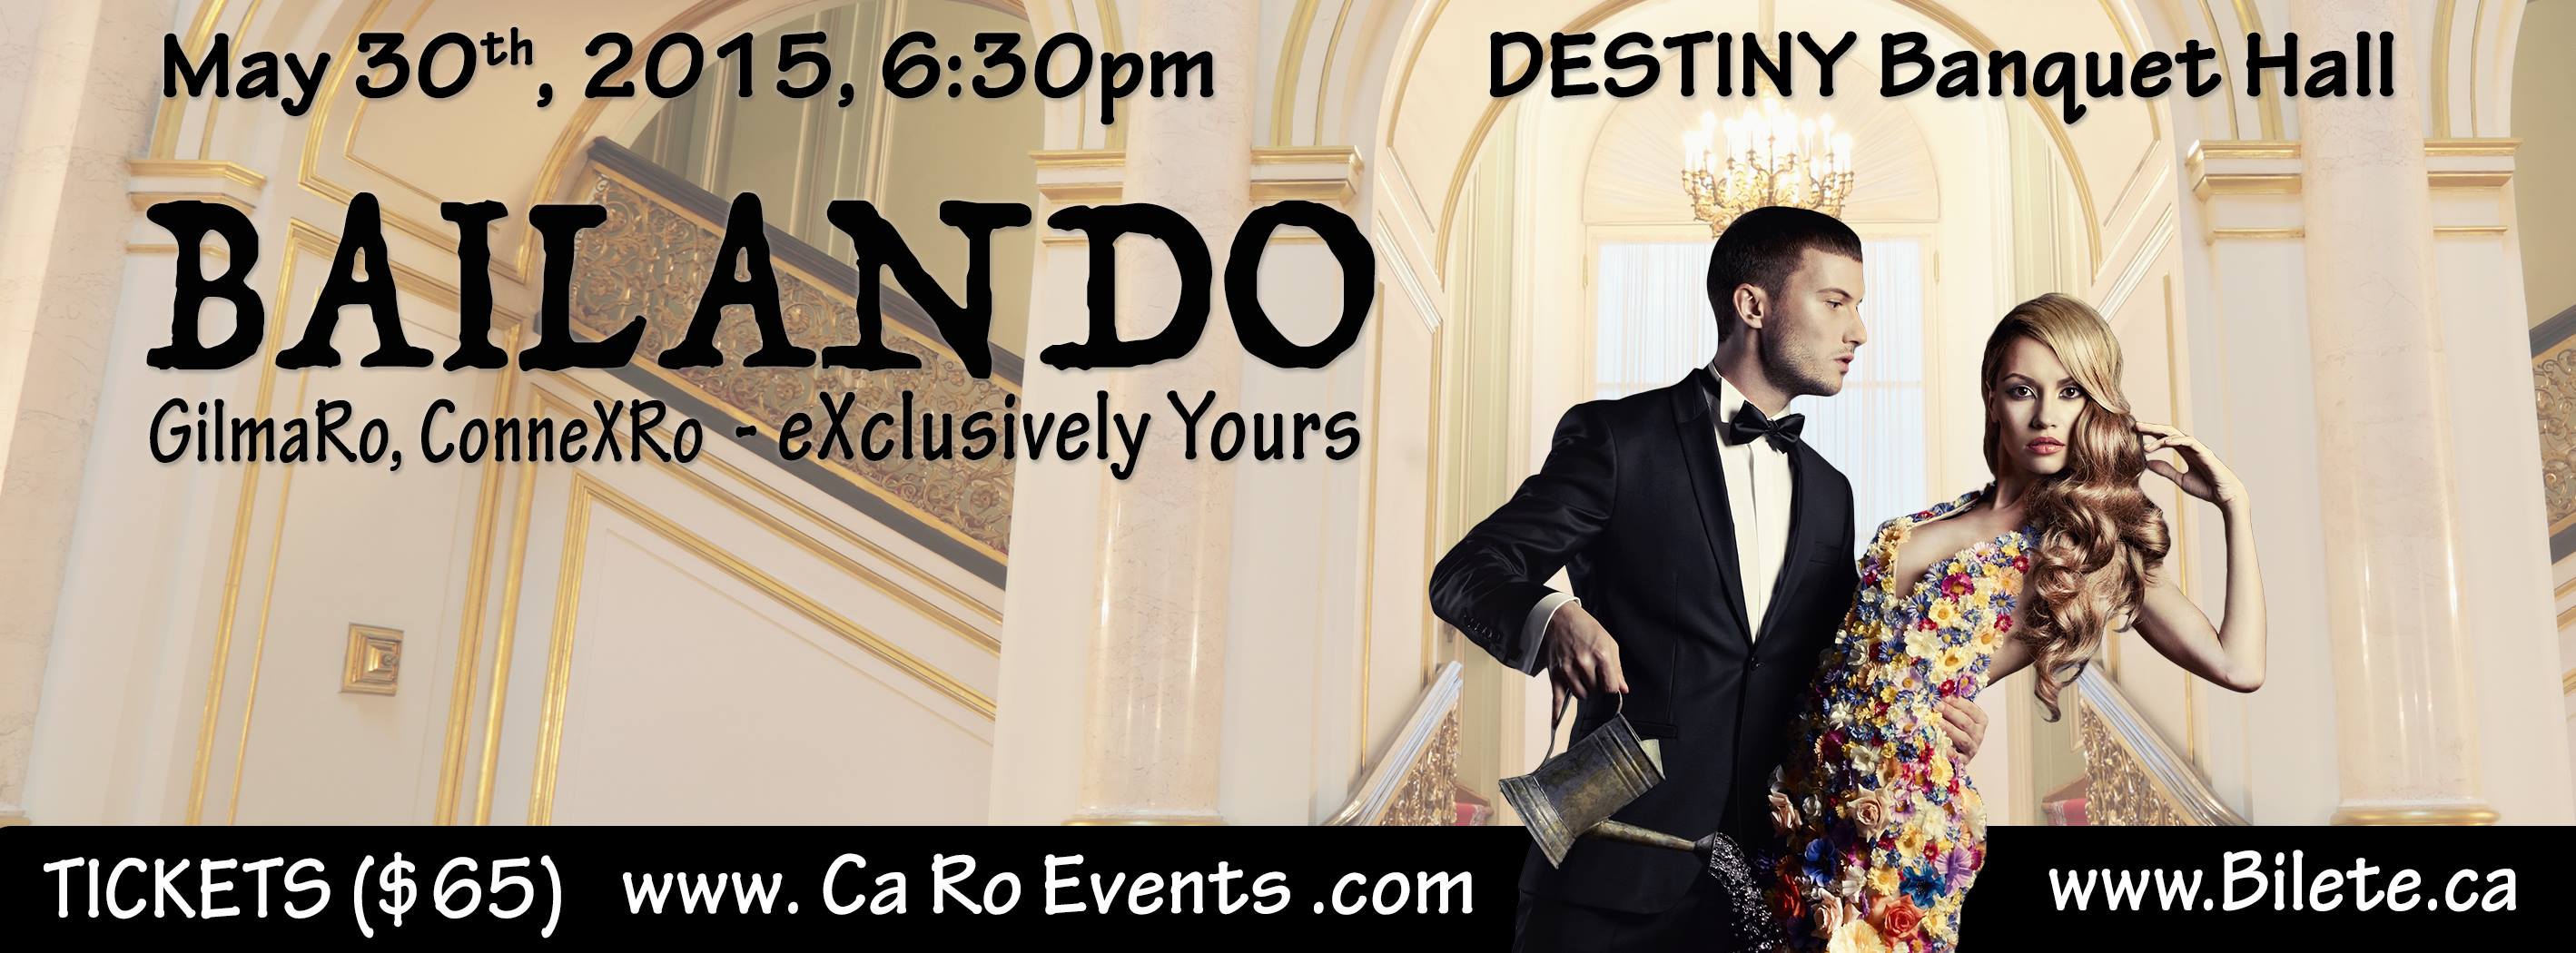 May 30th, 2015, 6:30pm
DESTINY Banquet Hall
BAILANDO
GilmaRo, ConneXRo - eXclusively Yours
TICKETS ($65) www. Ca Ro Events .com
www.Bilete.ca